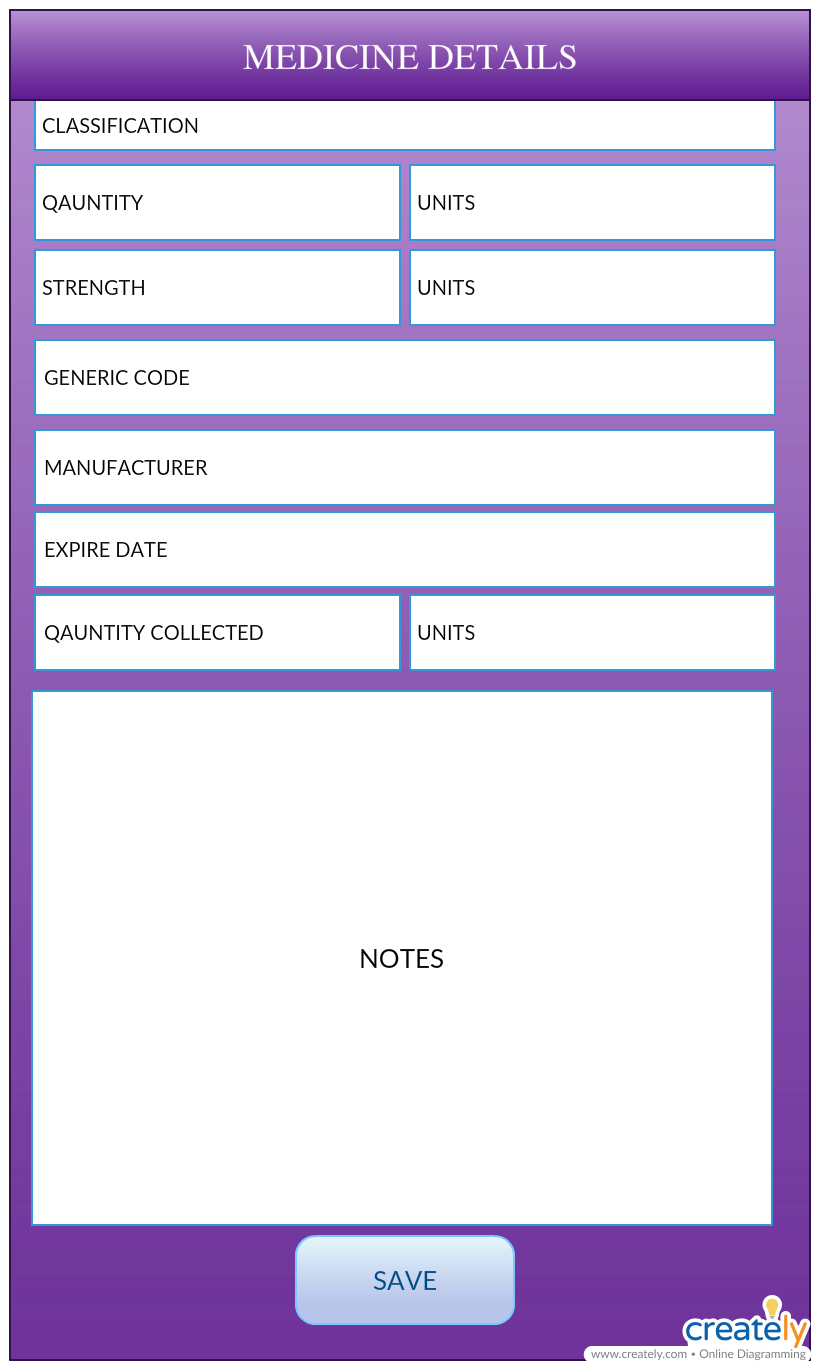 MEDICINE DETAILS
CLASSIFICATION
QAUNTITY
UNITS
STRENGTH
UNITS
GENERIC CODE
MANUFACTURER
EXPIRE DATE
QAUNTITY COLLECTED
UNITS
NOTES
SAVE
creately
www.creately.com • Online Diagramming